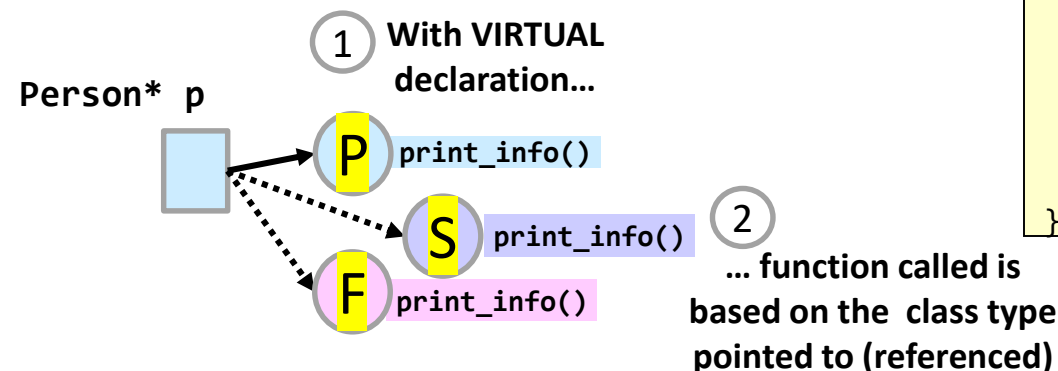 1
With VIRTUAL
declaration…
Person* p
P
print_info()
S
print_info()
F
print_info()
2
… function called is
based on the  class type
pointed to (referenced)
}